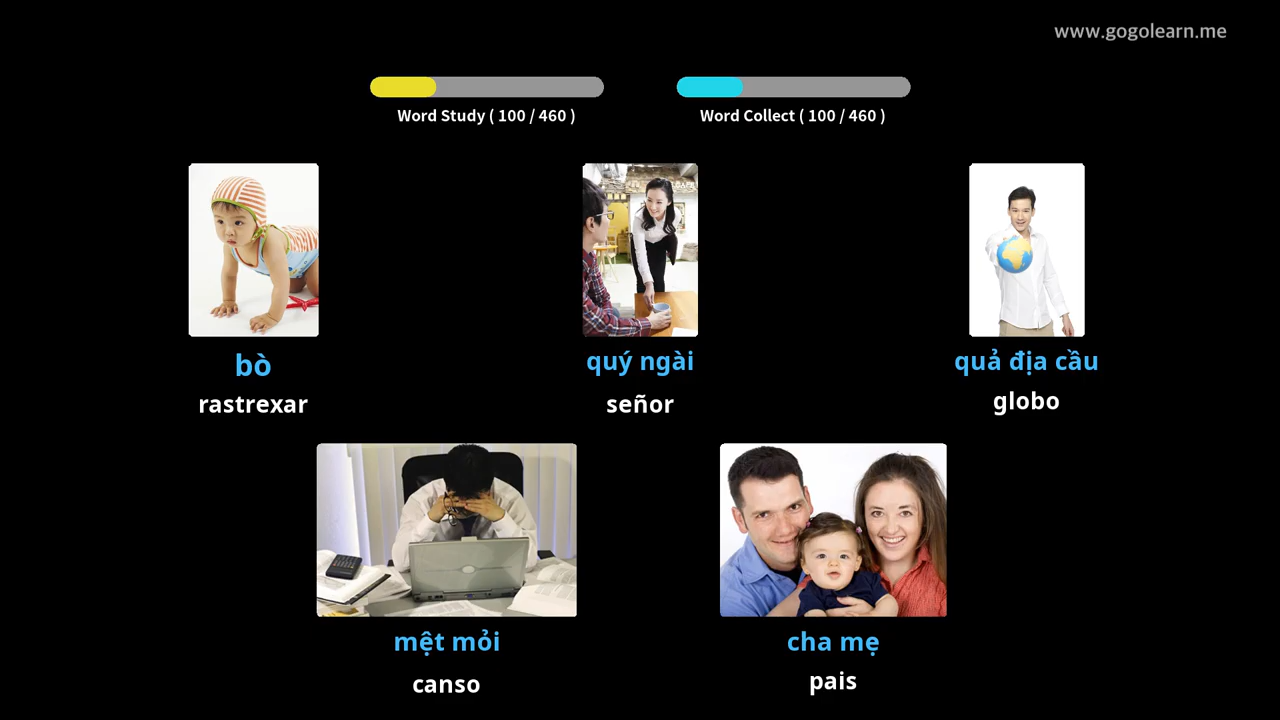 www.gogolearn.me
Word Study ( 100 / 460 )
Word Collect ( 100 / 460 )
bò
rastrexar
quý ngài
señor
quả địa cầu
globo
mệt mỏi
canso
cha mẹ
pais